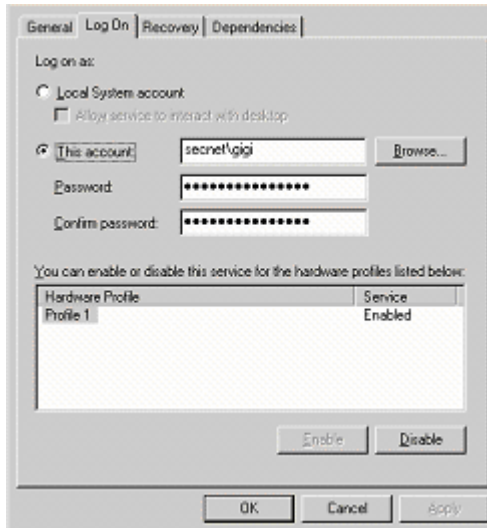 General Log On Recovery Dependencies
Log on as:
Local System account
Allow service to interact with desktop
This account: secnet\gigi Browse...
Password: •••••••••••••••
Confirm password: •••••••••••••••
You can enable or disable this service for the hardware profiles listed below:
Hardware Profile Service
Profile 1 Enabled
Enable Disable
OK Cancel Apply